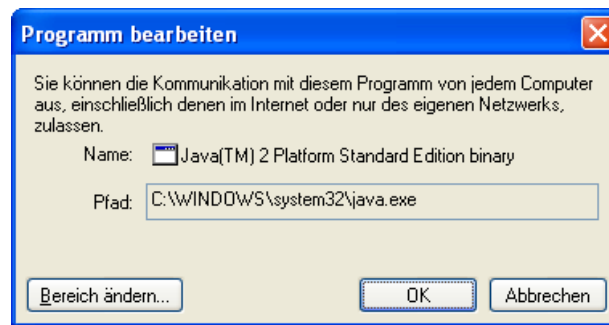 Programm bearbeiten
Sie können die Kommunikation mit diesem Programm von jedem Computer
aus, einschließlich denen im Internet oder nur des eigenen Netzwerks,
zulassen.
Name: Java(TM) 2 Platform Standard Edition binary
Pfad: C:\WINDOWS\system32\java.exe
Bereich ändern... OK Abbrechen